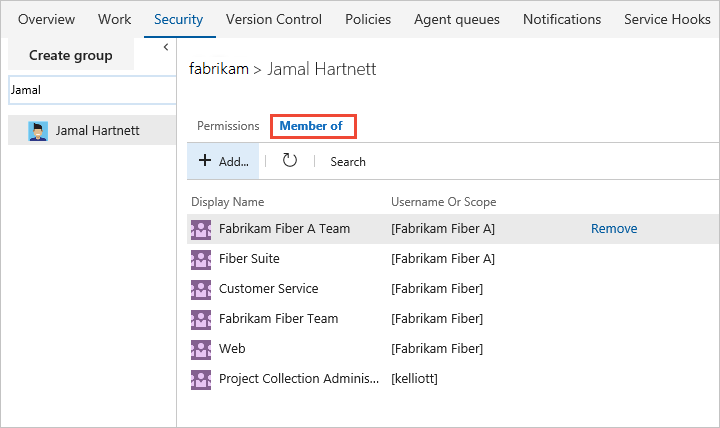 Overview Work Security Version Control Policies Agent queues Notifications Service Hooks
Create group <
Jamal
Jamal Hartnett
fabrikam > Jamal Hartnett
Permissions Member of
+ Add... Search
Display Name Username Or Scope
Fabrikam Fiber A Team [Fabrikam Fiber A] Remove
Fiber Suite [Fabrikam Fiber A]
Customer Service [Fabrikam Fiber]
Fabrikam Fiber Team [Fabrikam Fiber]
Web [Fabrikam Fiber]
Project Collection Adminis... [kelliott]